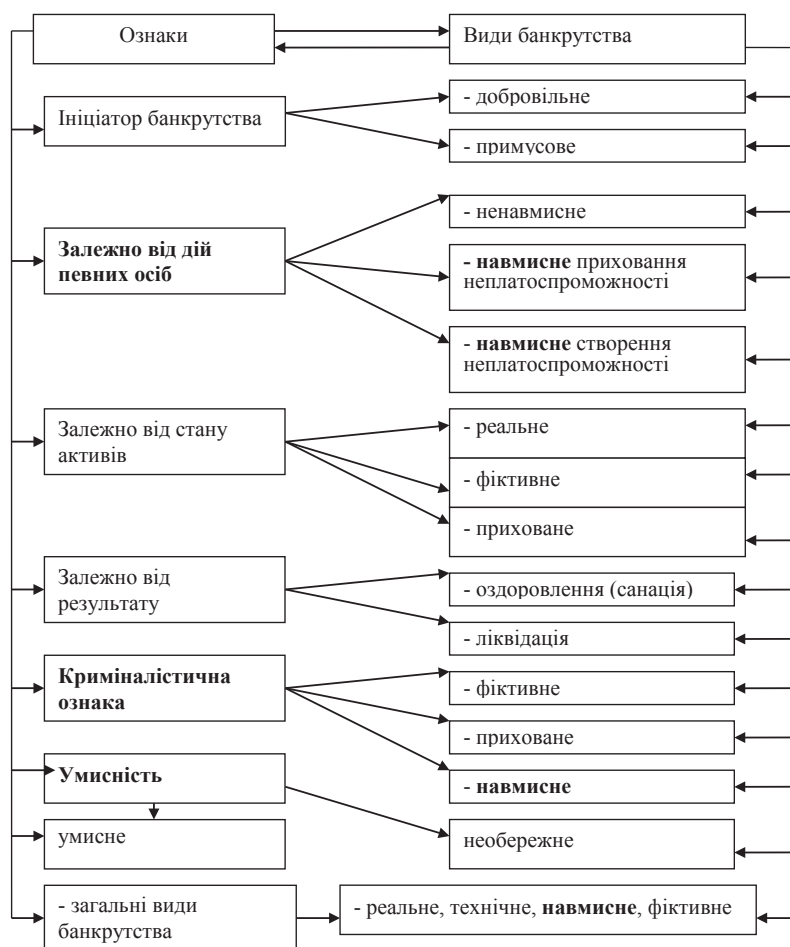 Ознаки
Види банкрутства
Ініціатор банкрутства
- добровільне
- примусове
Залежно від дій
певних осіб
- ненавмисне
- навмисне приховання
неплатоспроможності
- навмисне створення
неплатоспроможності
Залежно від стану
активів
- реальне
- фіктивне
- приховане
Залежно від
результату
- оздоровлення (санація)
- ліквідація
Криміналістична
ознака
- фіктивне
- приховане
- навмисне
Умисність
умисне
необережне
- загальні види
банкрутства
- реальне, технічне, навмисне, фіктивне